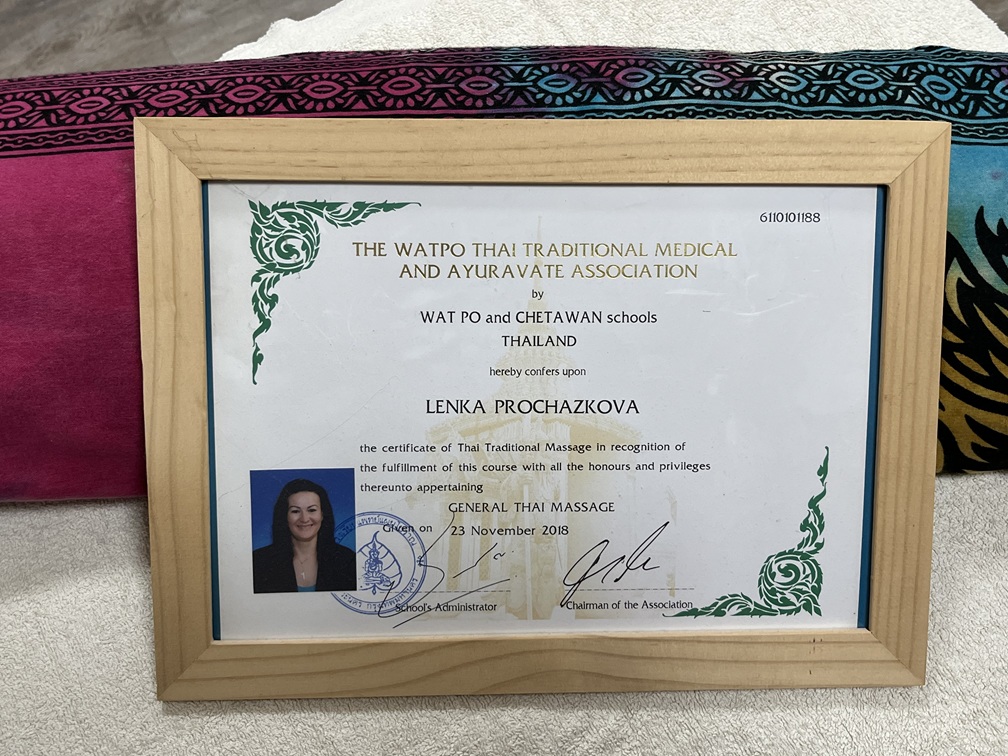 6110101188
THE WATPO THAI TRADITIONAL MEDICAL
AND AYURAVATE ASSOCIATION
by
WAT PO and CHETAWAN schools
THAILAND
hereby confers upon
LENKA PROCHAZKOVA
the certificate of Thai Traditional Massage in recognition of
the fulfillment of this course with all the honours and privileges
thereunto appertaining
GENERAL THAI MASSAGE
Given on 23 November 2018
School's Administrator
Chairman of the Association